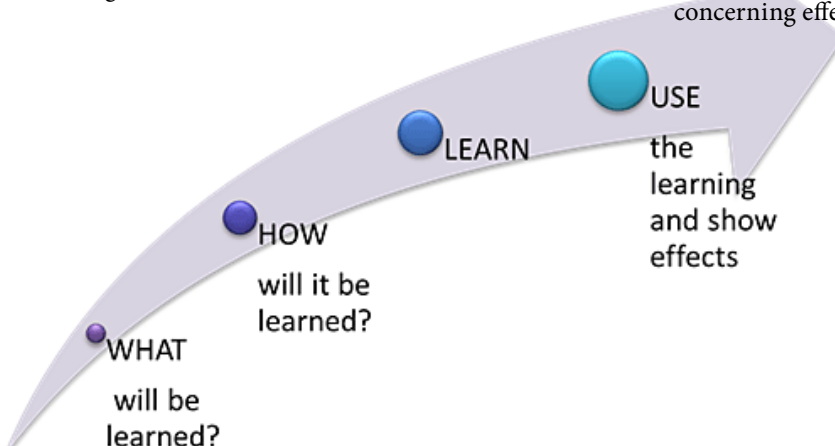 concerning effe
USE
the
learning
and show
effects
LEARN
HOW
will it be
learned?
WHAT
will be
learned?